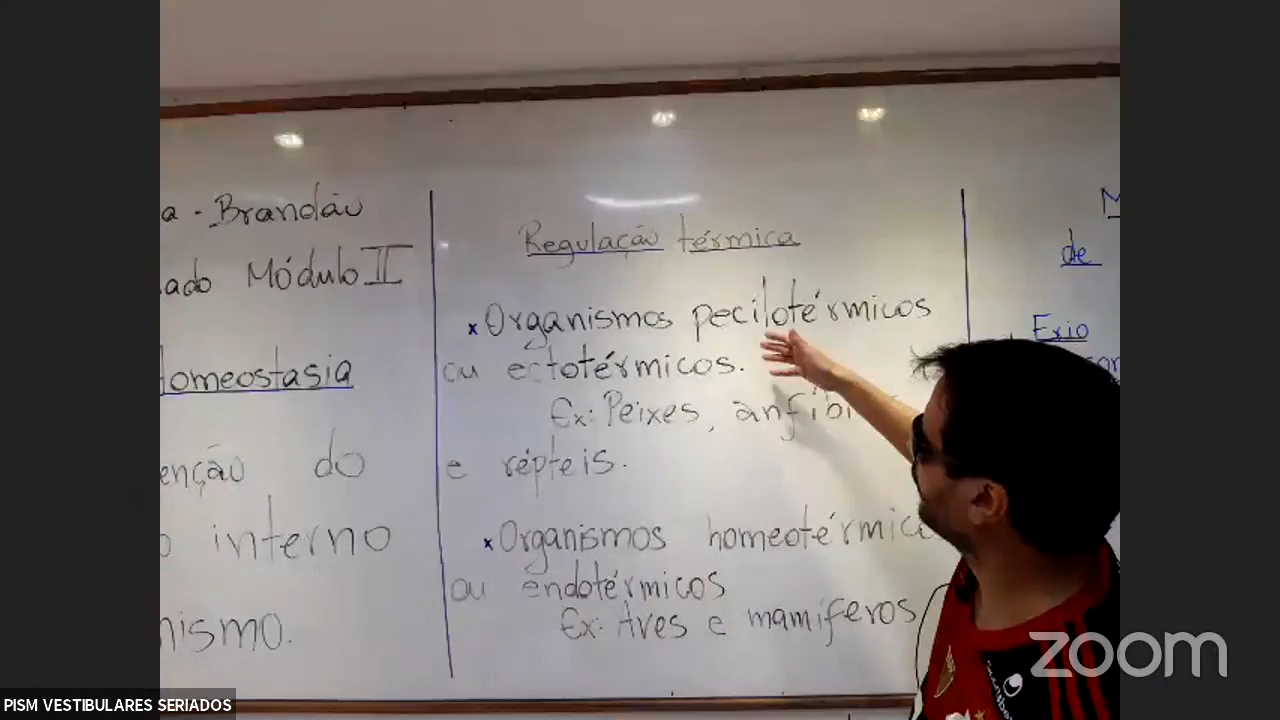 a - Brandão
ado Módulo II
Homeostasia
enção do
o interno
nismo.
Regulação térmica
x Organismos pecilotérmicos
ou ectotérmicos.
Ex: Peixes, anfíbi
e répteis.
x Organismos homeotérmic
ou endotérmicos
Ex: Aves e mamíferos
M
de
Exio
zoom
PISM VESTIBULARES SERIADOS